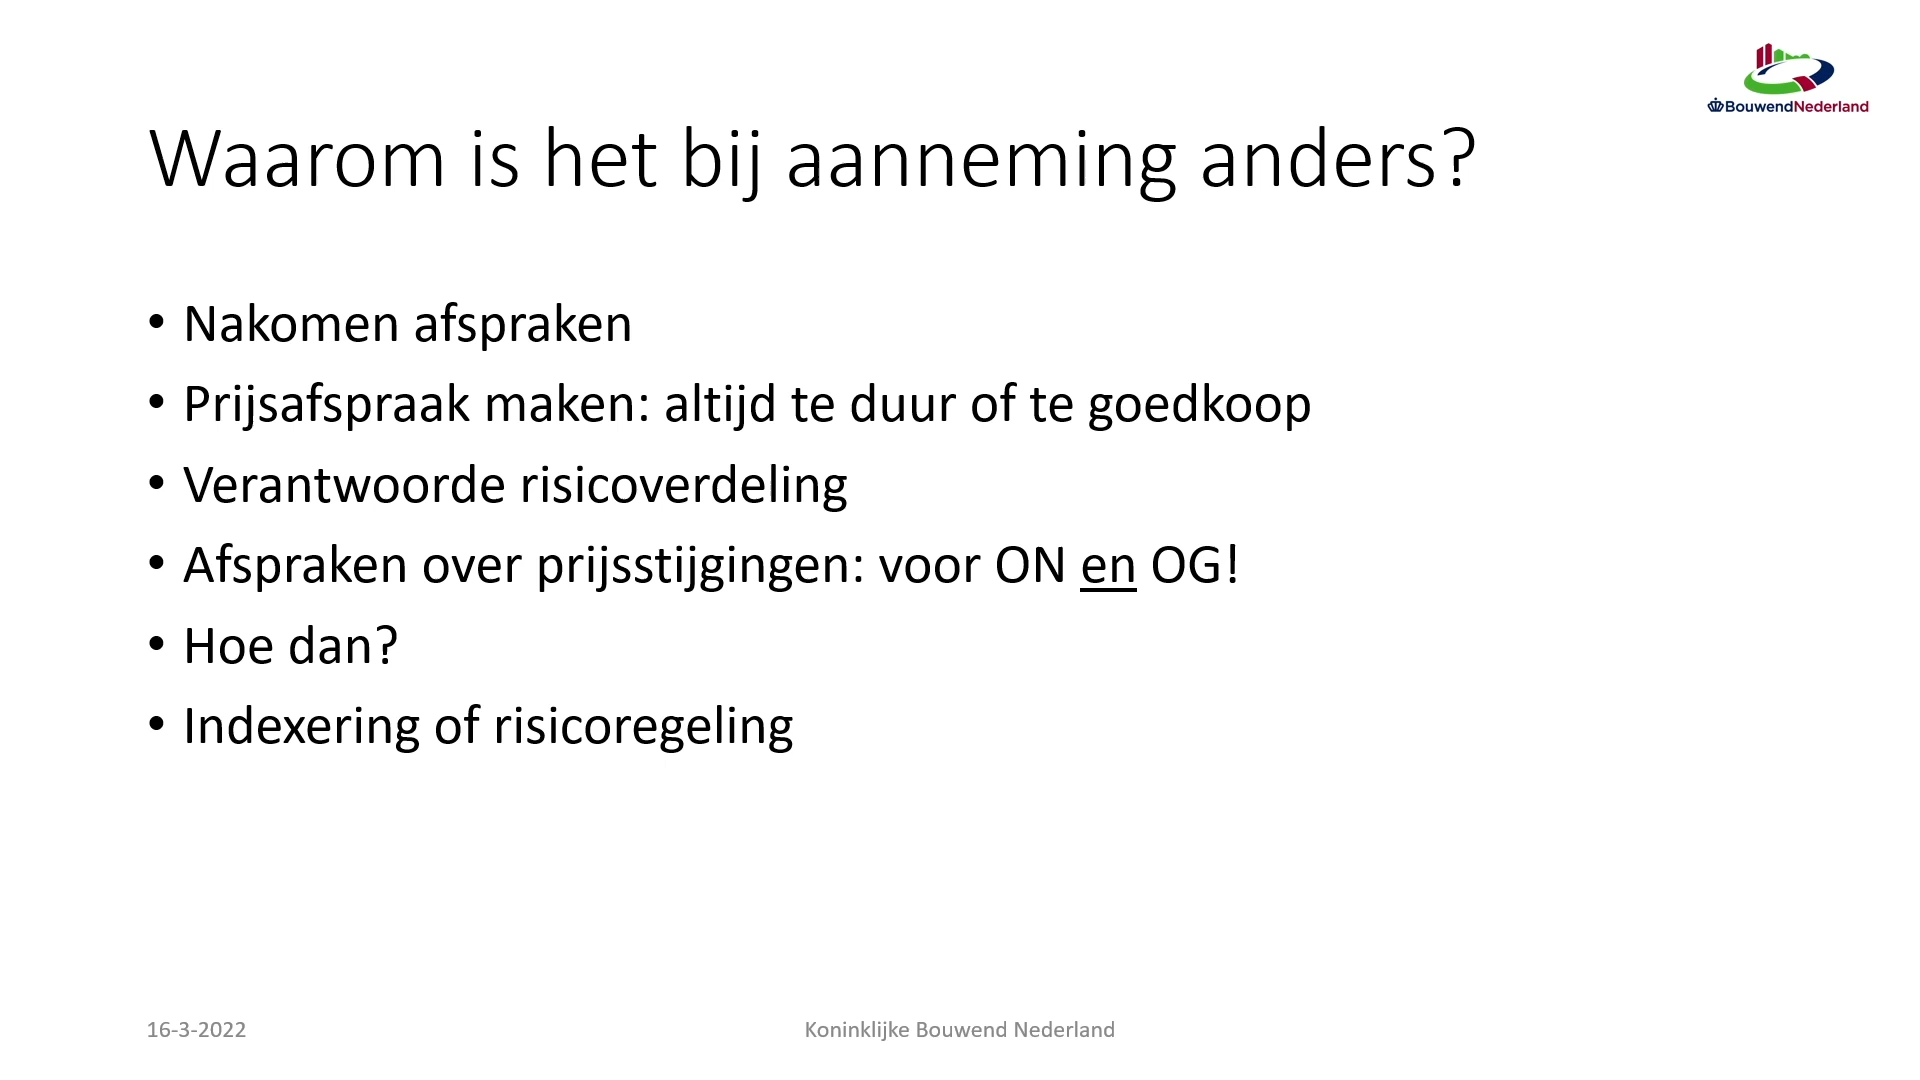 BouwendNederland
Waarom is het bij aanneming anders?
• Nakomen afspraken
• Prijsafspraak maken: altijd te duur of te goedkoop
• Verantwoorde risicoverdeling
• Afspraken over prijsstijgingen: voor ON en OG!
• Hoe dan?
• Indexering of risicoregeling
16-3-2022
Koninklijke Bouwend Nederland